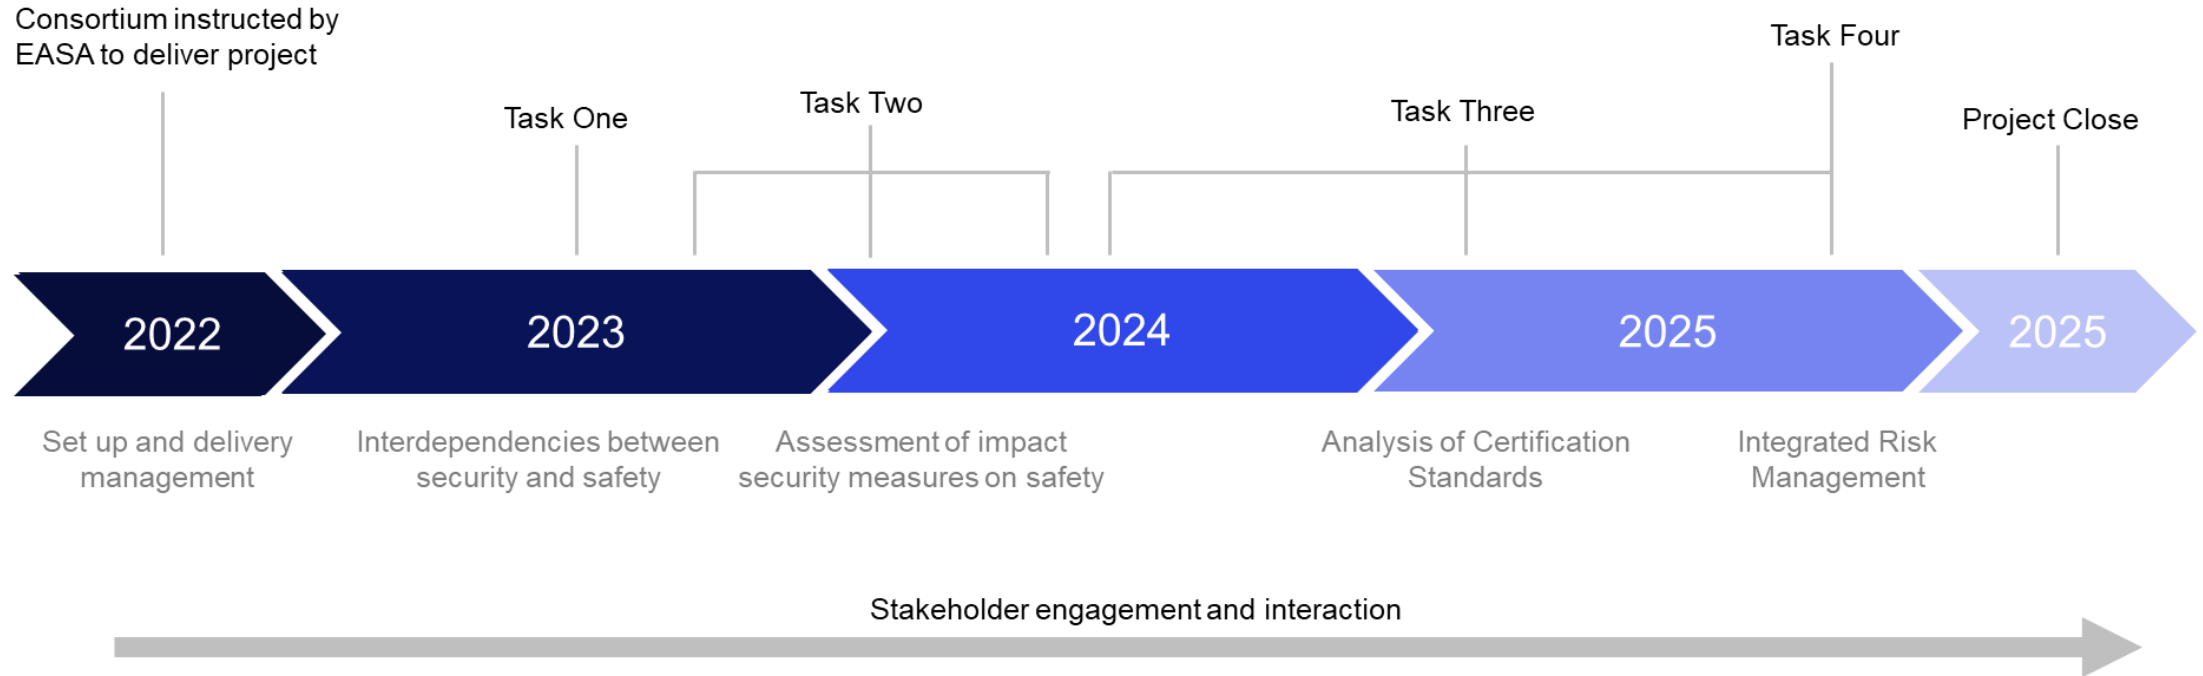 Consortium instructed by
EASA to deliver project
Task One
Task Two
Task Three
Task Four
Project Close
2022
2023
2024
2025
2025
Set up and delivery
management
Interdependencies between
security and safety
Assessment of impact
security measures on safety
Analysis of Certification
Standards
Integrated Risk
Management
Stakeholder engagement and interaction